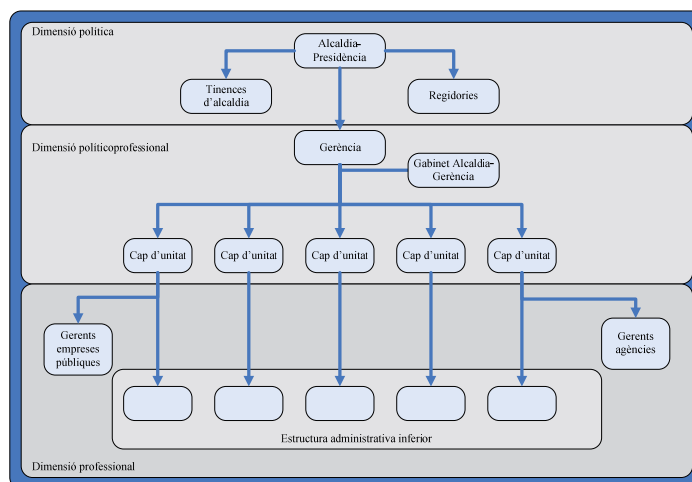 Dimensió política
Alcaldia-
Presidència
Tinences
d'alcaldia
Regidories
Dimensió políticoprofessional
Gerència
Gabinet Alcaldia-
Gerència
Cap d'unitat
Cap d'unitat
Cap d'unitat
Cap d'unitat
Cap d'unitat
Gerents
empreses
públiques
Gerents
agències
Estructura administrativa inferior
Dimensió professional